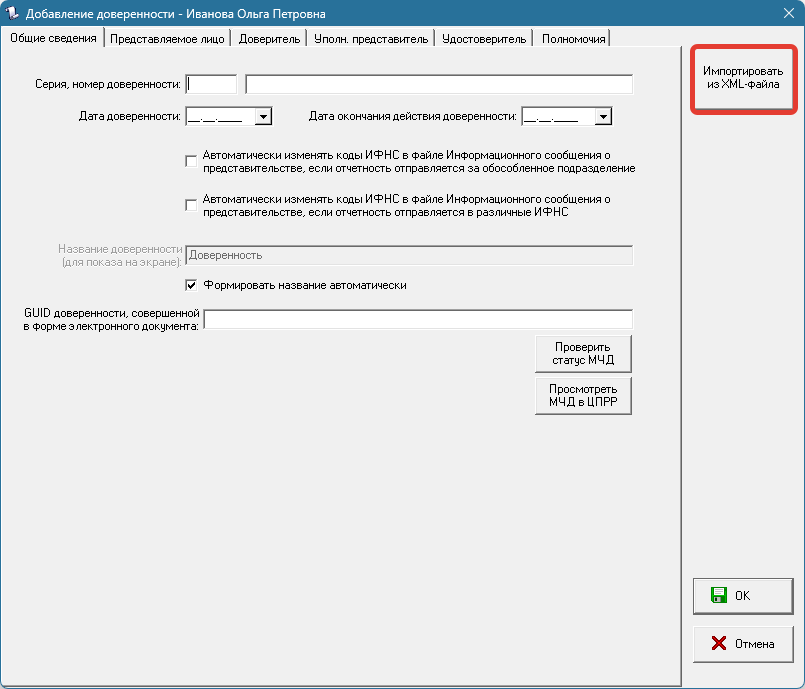 Добавление доверенности - Иванова Ольга Петровна
Общие сведения
Представляемое лицо
Доверитель
Уполн. представитель
Удостоверитель
Полномочия
Импортировать
из XML-файла
Серия, номер доверенности:
Дата доверенности:
__.__.____
Дата окончания действия доверенности:
__.__.____
Автоматически изменять коды ИФНС в файле Информационного сообщения о
представительстве, если отчетность отправляется за обособленное подразделение
Автоматически изменять коды ИФНС в файле Информационного сообщения о
представительстве, если отчетность отправляется в различные ИФНС
Название доверенности
(для показа на экране):
Доверенность
Формировать название автоматически
GUID доверенности, совершенной
в форме электронного документа:
Проверить
статус МЧД
Просмотреть
МЧД в ЦПРР
OK
Отмена